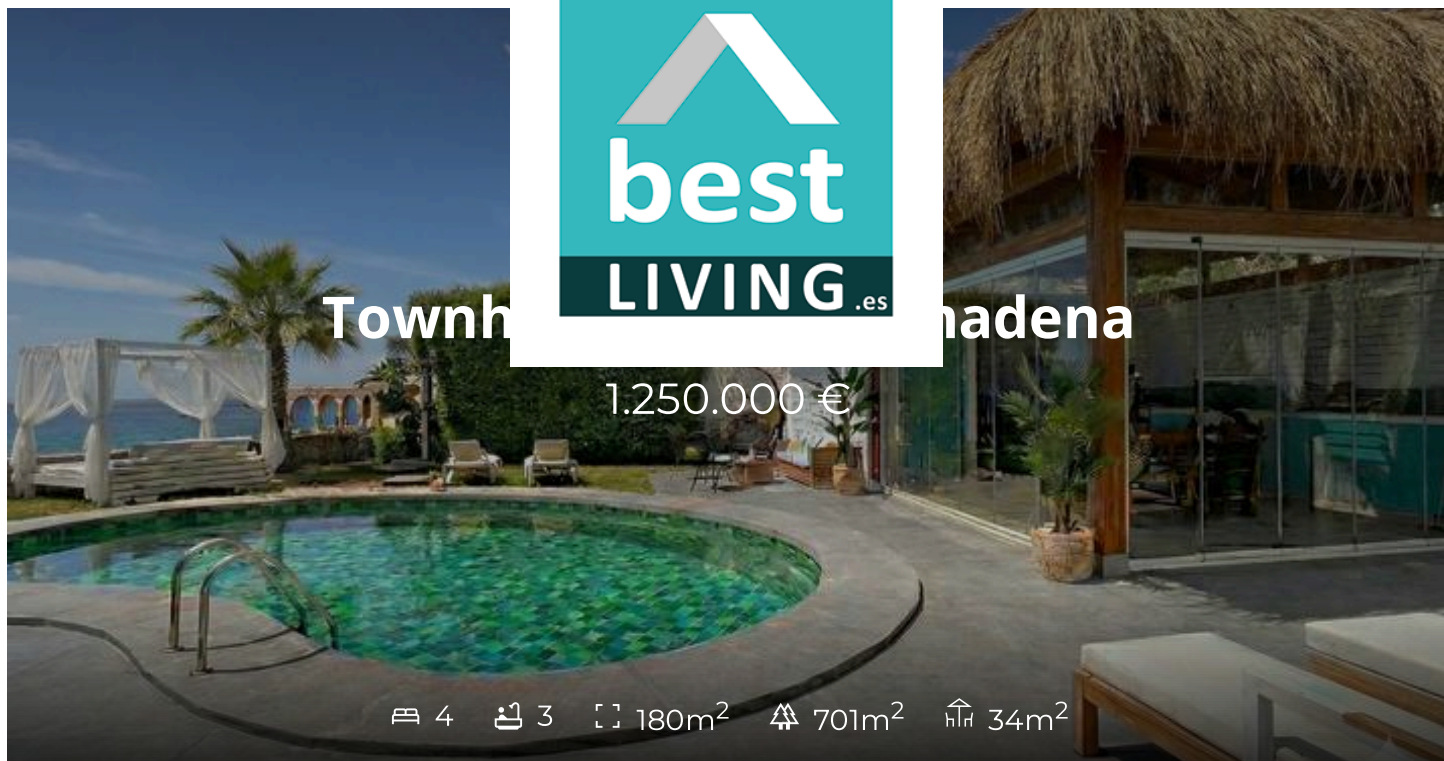 best
LIVING.es
Townh nadena
1.250.000 €
4 3 180m² 701m² 34m²